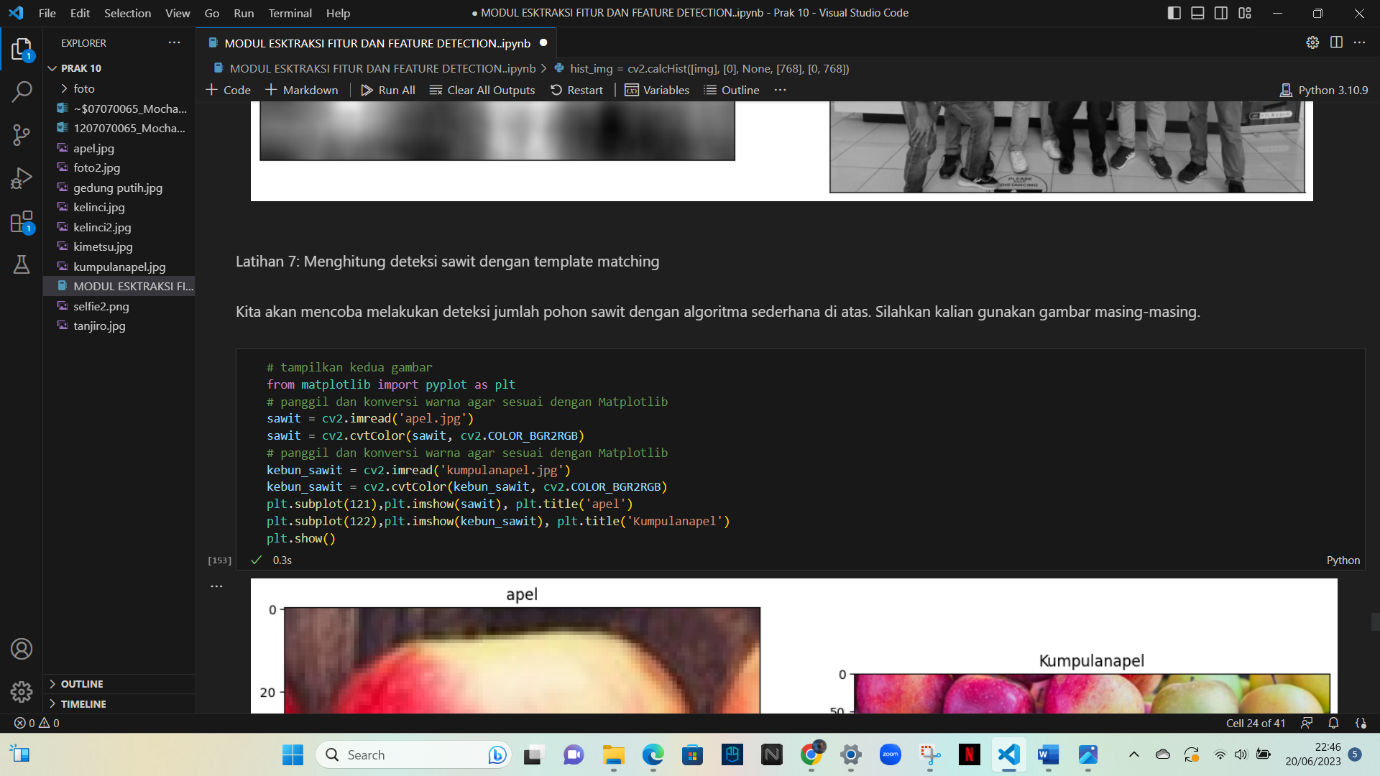 File Edit Selection View Go Run Terminal Help
● MODUL ESKTRAKSI FITUR DAN FEATURE DETECTION..ipynb - Prak 10 - Visual Studio Code
EXPLORER
MODUL ESKTRAKSI FITUR DAN FEATURE DETECTION..ipynb
PRAK 10
MODUL ESKTRAKSI FITUR DAN FEATURE DETECTION..ipynb > hist_img = cv2.calcHist([img], [0], None, [768], [0, 768])
+ Code + Markdown Run All Clear All Outputs Restart Variables Outline ... Python 3.10.9
foto
~$07070065_Mocha...
1207070065_Mocha...
apel.jpg
foto2.jpg
gedung putih.jpg
kelinci.jpg
kelinci2.jpg
kimetsu.jpg
kumpulanapel.jpg
MODUL ESKTRAKSI FI...
selfie2.png
tanjiro.jpg
OUTLINE
TIMELINE
Latihan 7: Menghitung deteksi sawit dengan template matching
Kita akan mencoba melakukan deteksi jumlah pohon sawit dengan algoritma sederhana di atas. Silahkan kalian gunakan gambar masing-masing.
# tampilkan kedua gambar
from matplotlib import pyplot as plt
# panggil dan konversi warna agar sesuai dengan Matplotlib
sawit = cv2.imread('apel.jpg')
sawit = cv2.cvtColor(sawit, cv2.COLOR_BGR2RGB)
# panggil dan konversi warna agar sesuai dengan Matplotlib
kebun_sawit = cv2.imread('kumpulanapel.jpg')
kebun_sawit = cv2.cvtColor(kebun_sawit, cv2.COLOR_BGR2RGB)
plt.subplot(121),plt.imshow(sawit), plt.title('apel')
plt.subplot(122),plt.imshow(kebun_sawit), plt.title('Kumpulanapel')
plt.show()
[153] 0.3s Python
apel
0
20
Kumpulanapel
0
50
0 0 Cell 24 of 41
Search
zoom
22:46
20/06/2023
5